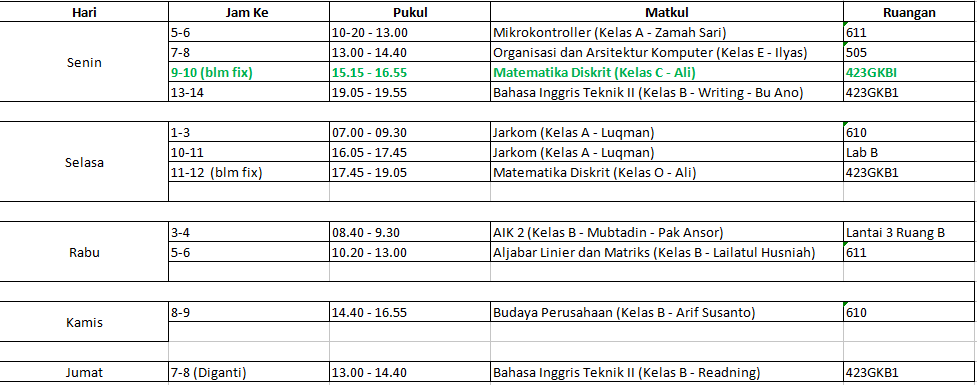 Hari Jam Ke Pukul Matkul Ruangan
Senin
5-6 10-20 - 13.00 Mikrokontroller (Kelas A - Zamah Sari) 611
7-8 13.00 - 14.40 Organisasi dan Arsitektur Komputer (Kelas E - Ilyas) 505
9-10 (blm fix) 15.15 - 16.55 Matematika Diskrit (Kelas C - Ali) 423GKBI
13-14 19.05 - 19.55 Bahasa Inggris Teknik II (Kelas B - Writing - Bu Ano) 423GKB1
Selasa
1-3 07.00 - 09.30 Jarkom (Kelas A - Luqman) 610
10-11 16.05 - 17.45 Jarkom (Kelas A - Luqman) Lab B
11-12 (blm fix) 17.45 - 19.05 Matematika Diskrit (Kelas O - Ali) 423GKB1
Rabu
3-4 08.40 - 9.30 AIK 2 (Kelas B - Mubtadin - Pak Ansor) Lantai 3 Ruang B
5-6 10.20 - 13.00 Aljabar Linier dan Matriks (Kelas B - Lailatul Husniah) 611
Kamis
8-9 14.40 - 16.55 Budaya Perusahaan (Kelas B - Arif Susanto) 610
Jumat
7-8 (Diganti) 13.00 - 14.40 Bahasa Inggris Teknik II (Kelas B - Readning) 423GKB1